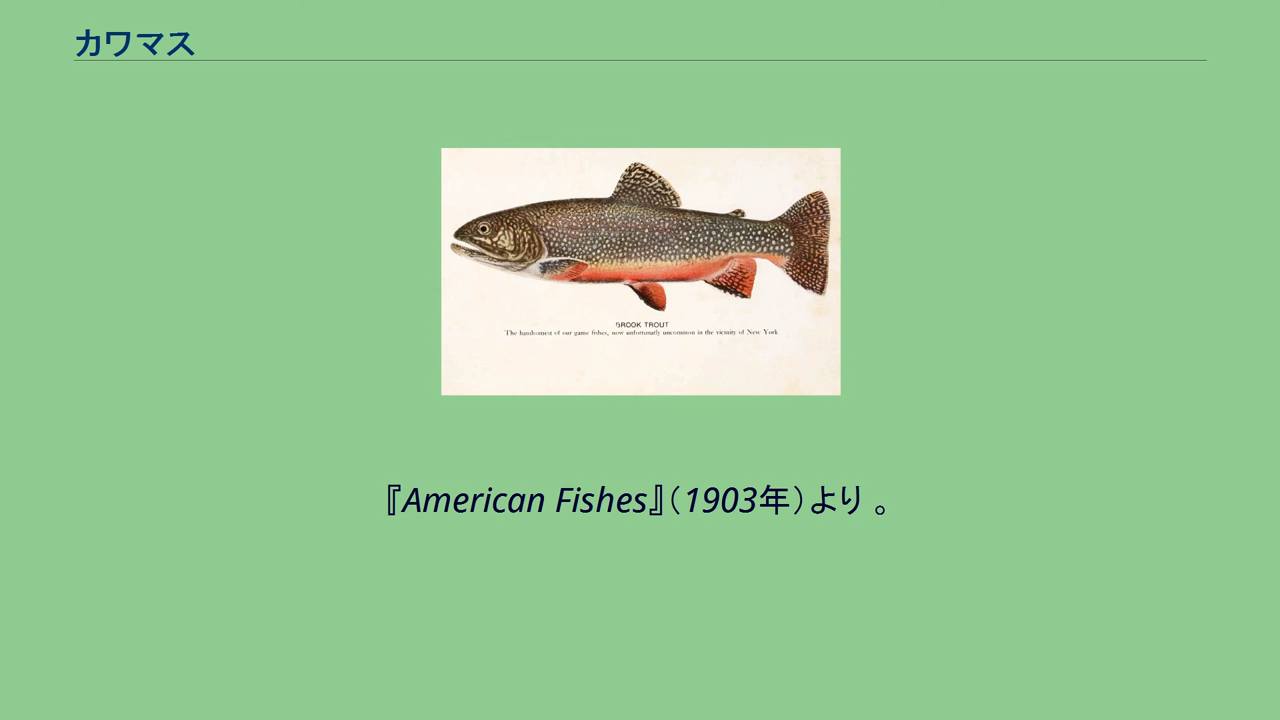 カワマス
BROOK TROUT
The handsomest of our game fishes, now unfortunatly uncommon in the vicinity of New York
『American Fishes』（1903年）より 。